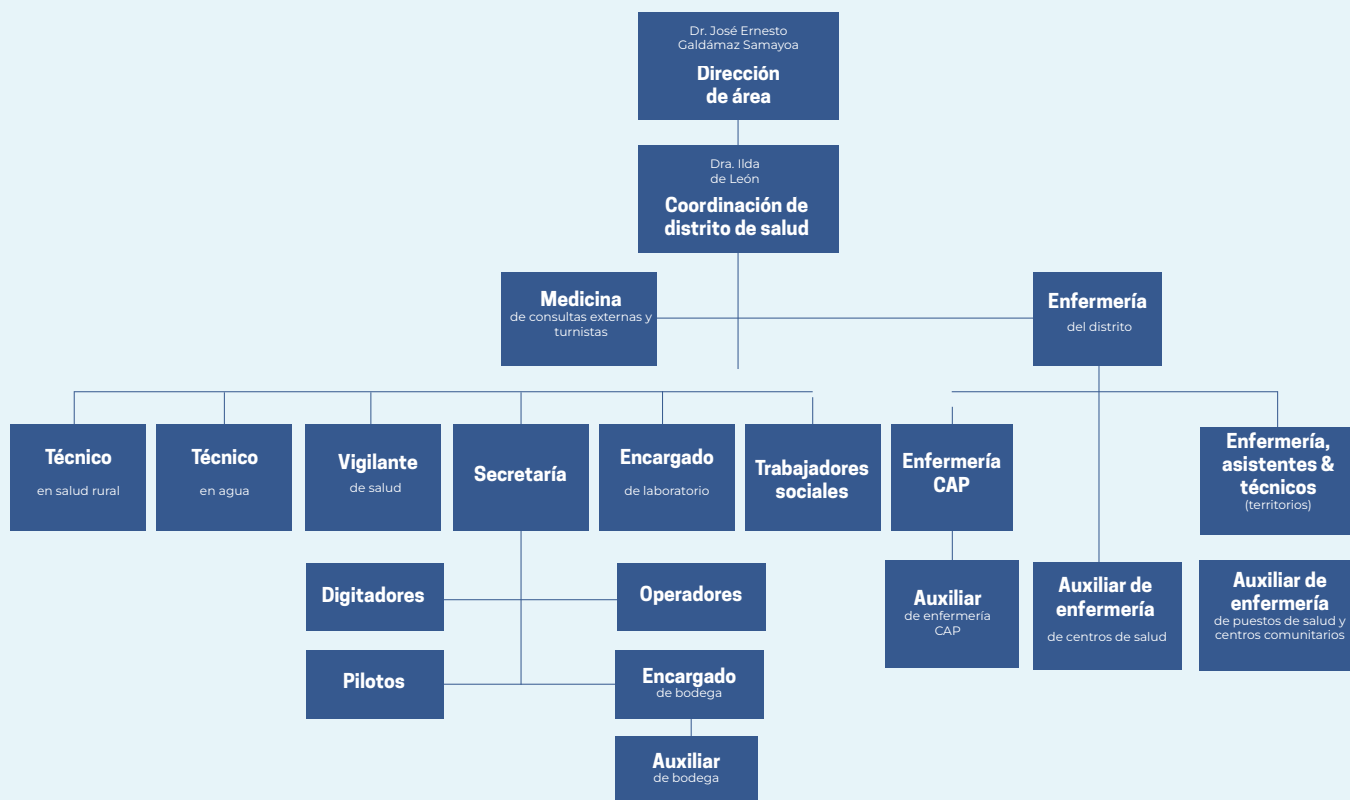 Dr. José Ernesto
Galdámaz Samayoa
Dirección
de área
Dra. Ilda
de León
Coordinación de
distrito de salud
Medicina
de consultas externas y
turnistas
Enfermería
del distrito
Técnico
en salud rural
Técnico
en agua
Vigilante
de salud
Secretaría
Encargado
de laboratorio
Trabajadores
sociales
Enfermería
CAP
Enfermería,
asistentes &
técnicos
(territorios)
Digitadores
Operadores
Auxiliar
de enfermería
CAP
Auxiliar de
enfermería
de centros de salud
Auxiliar de
enfermería
de puestos de salud y
centros comunitarios
Pilotos
Encargado
de bodega
Auxiliar
de bodega